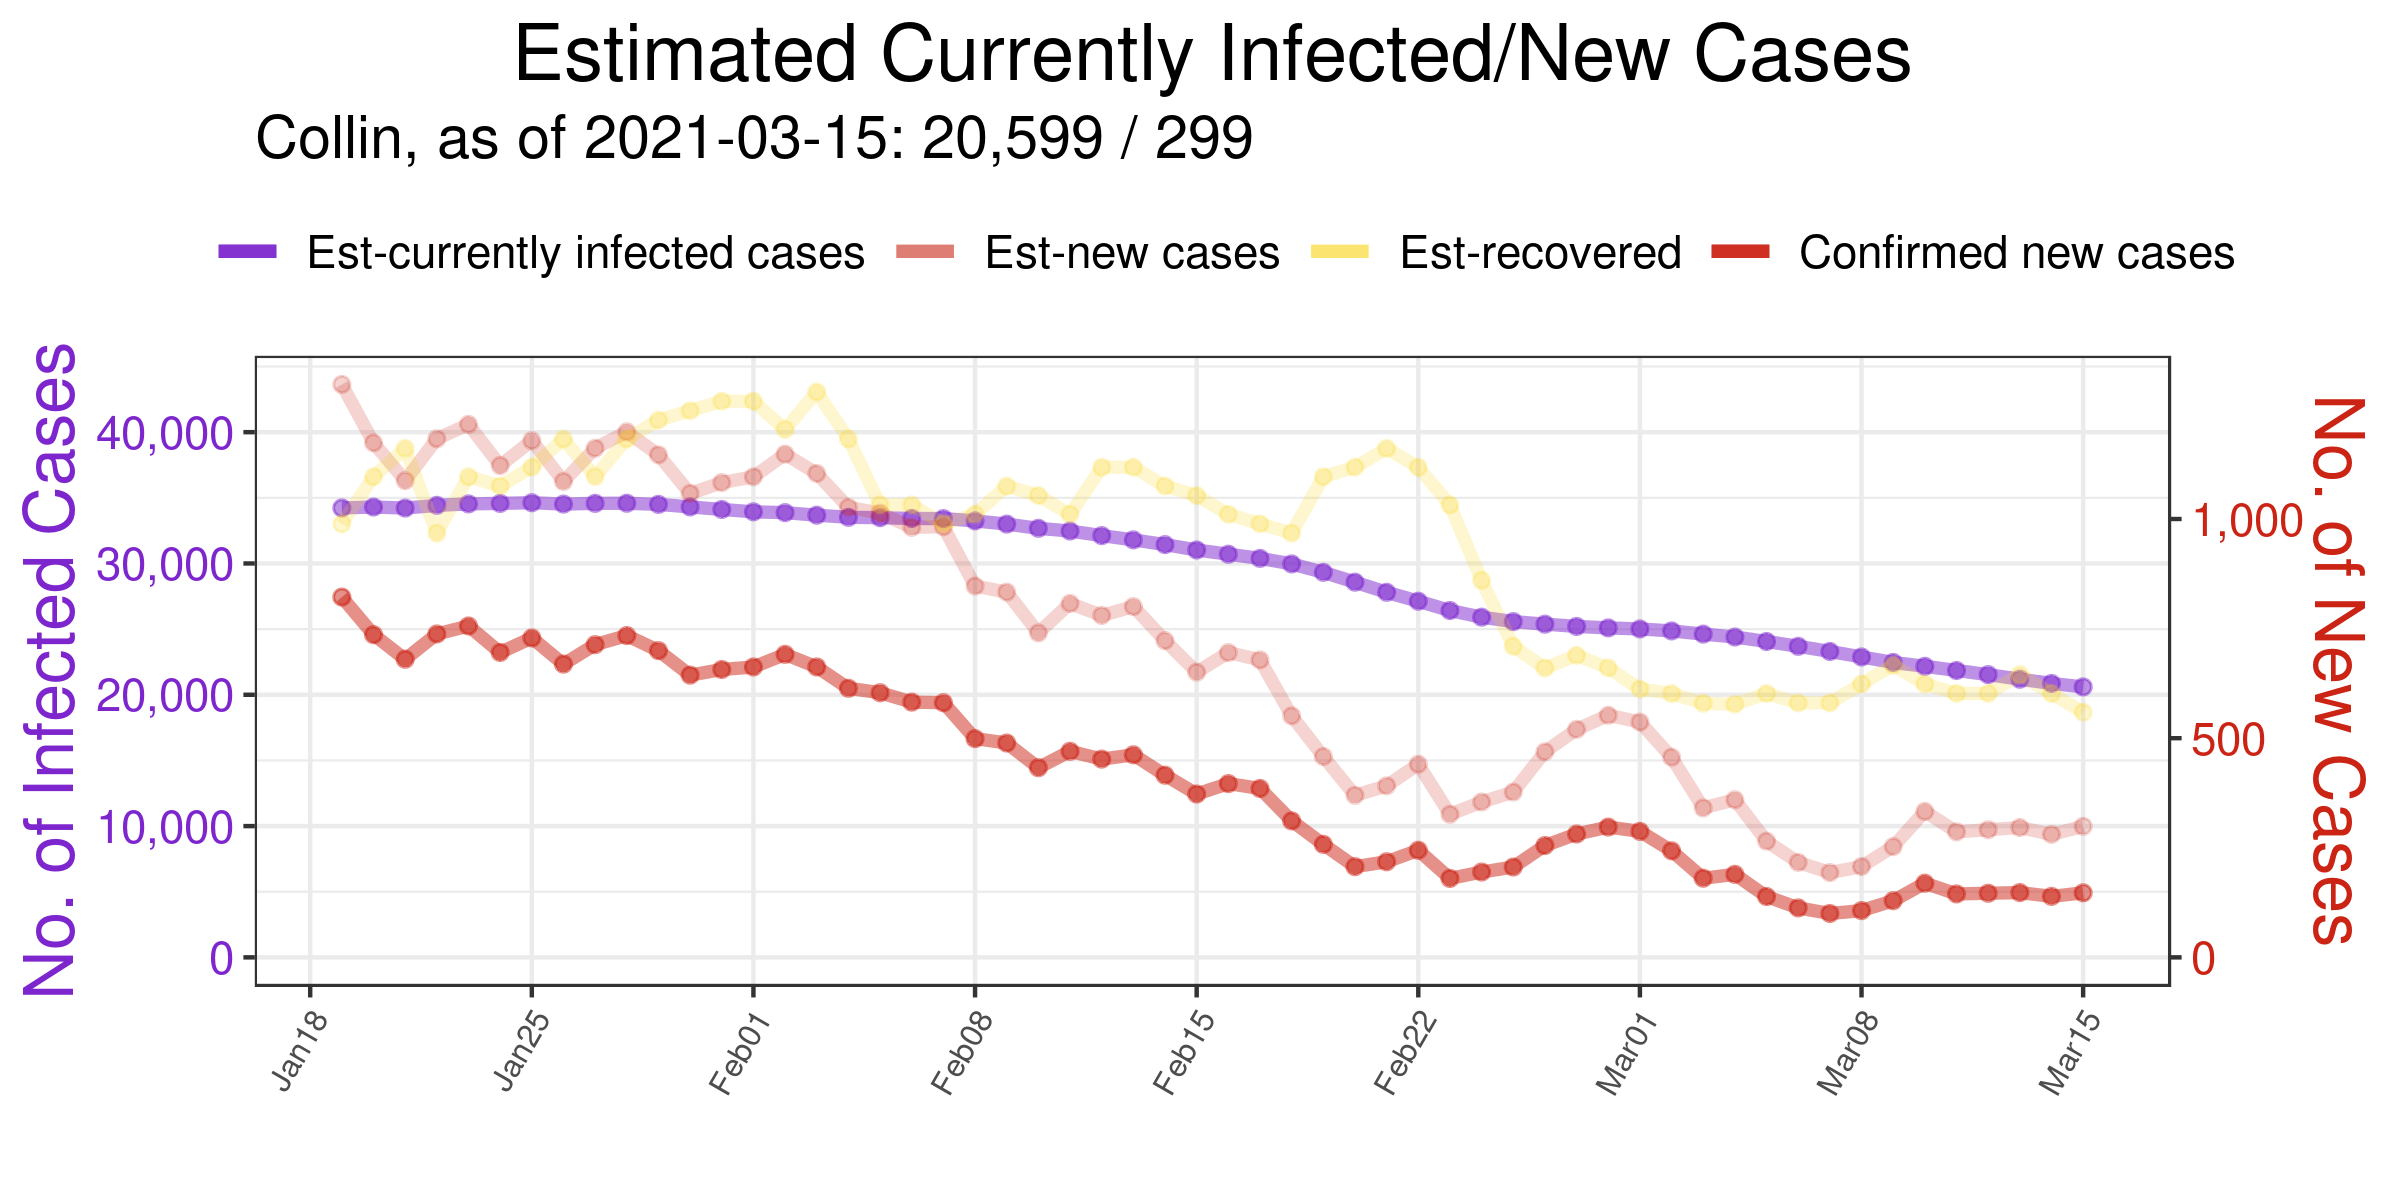 Estimated Currently Infected/New Cases
Collin, as of 2021-03-15: 20,599 / 299
Est-currently infected cases Est-new cases Est-recovered Confirmed new cases
No. of Infected Cases
40,000
30,000
20,000
10,000
0
1,000
500
0
No. of New Cases
Jan18 Jan25 Feb01 Feb08 Feb15 Feb22 Mar01 Mar08 Mar15